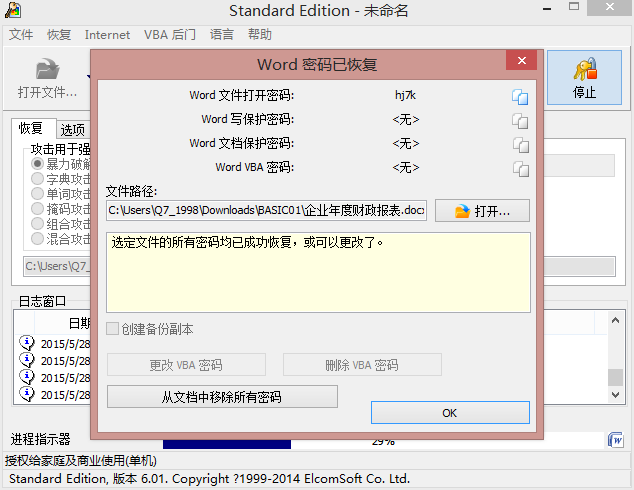 Standard Edition - 未命名
文件 恢复 Internet VBA 后门 语言 帮助
打开文件...
停止
Word 密码已恢复
Word 文件打开密码: hj7k
Word 写保护密码: <无>
Word 文档保护密码: <无>
Word VBA 密码: <无>
文件路径:
C:\Users\Q7_1998\Downloads\BASIC01\企业年度财政报表.doc
打开...
选定文件的所有密码均已成功恢复，或可以更改了。
创建备份副本
更改 VBA 密码 删除 VBA 密码
从文档中移除所有密码
OK
恢复 选项
攻击用于强
暴力破解
字典攻击
单词攻击
掩码攻击
组合攻击
混合攻击
C:\Users\Q7_
日志窗口
日期
2015/5/28
2015/5/28
2015/5/28
2015/5/28
进程指示器 29%
授权给家庭及商业使用(单机)
Standard Edition, 版本 6.01. Copyright ?1999-2014 ElcomSoft Co. Ltd.